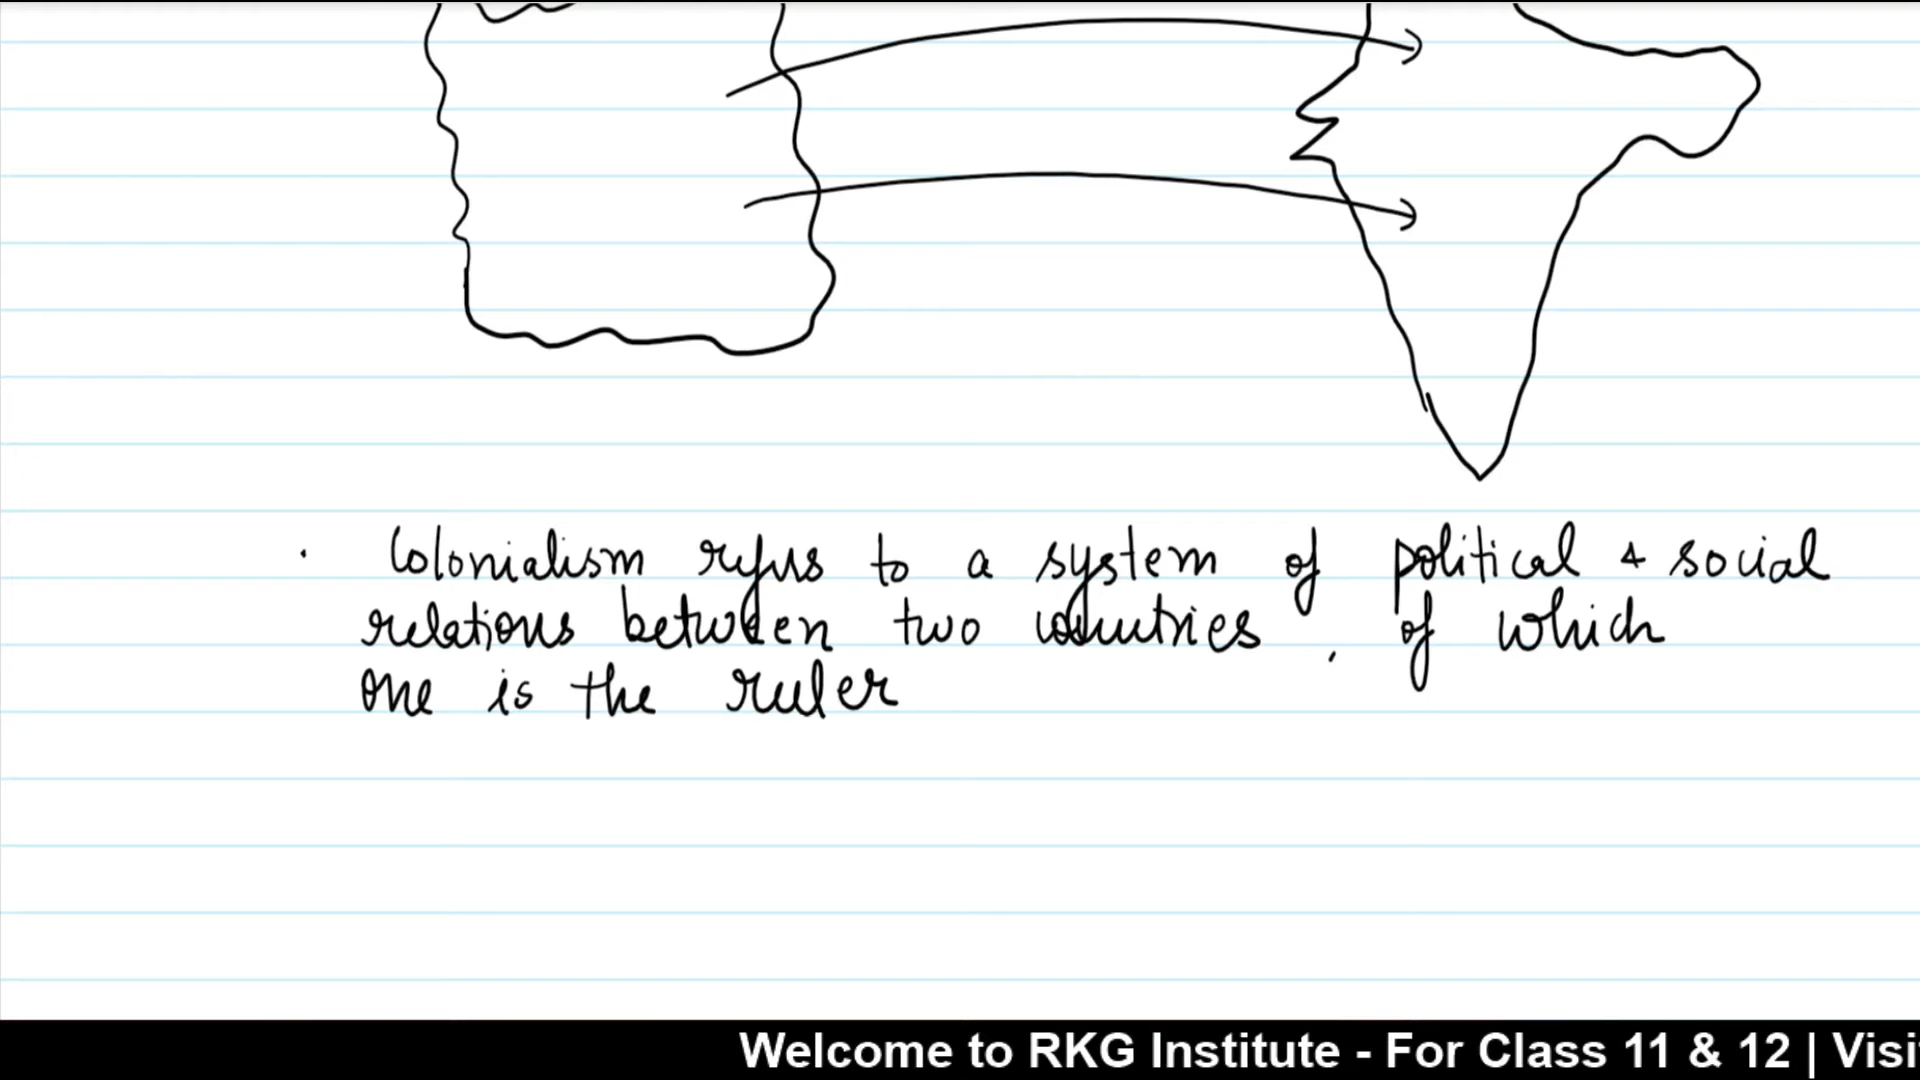 · Colonialism refers to a system of political & social
relations between two countries, of which
one is the ruler
Welcome to RKG Institute - For Class 11 & 12 | Visi